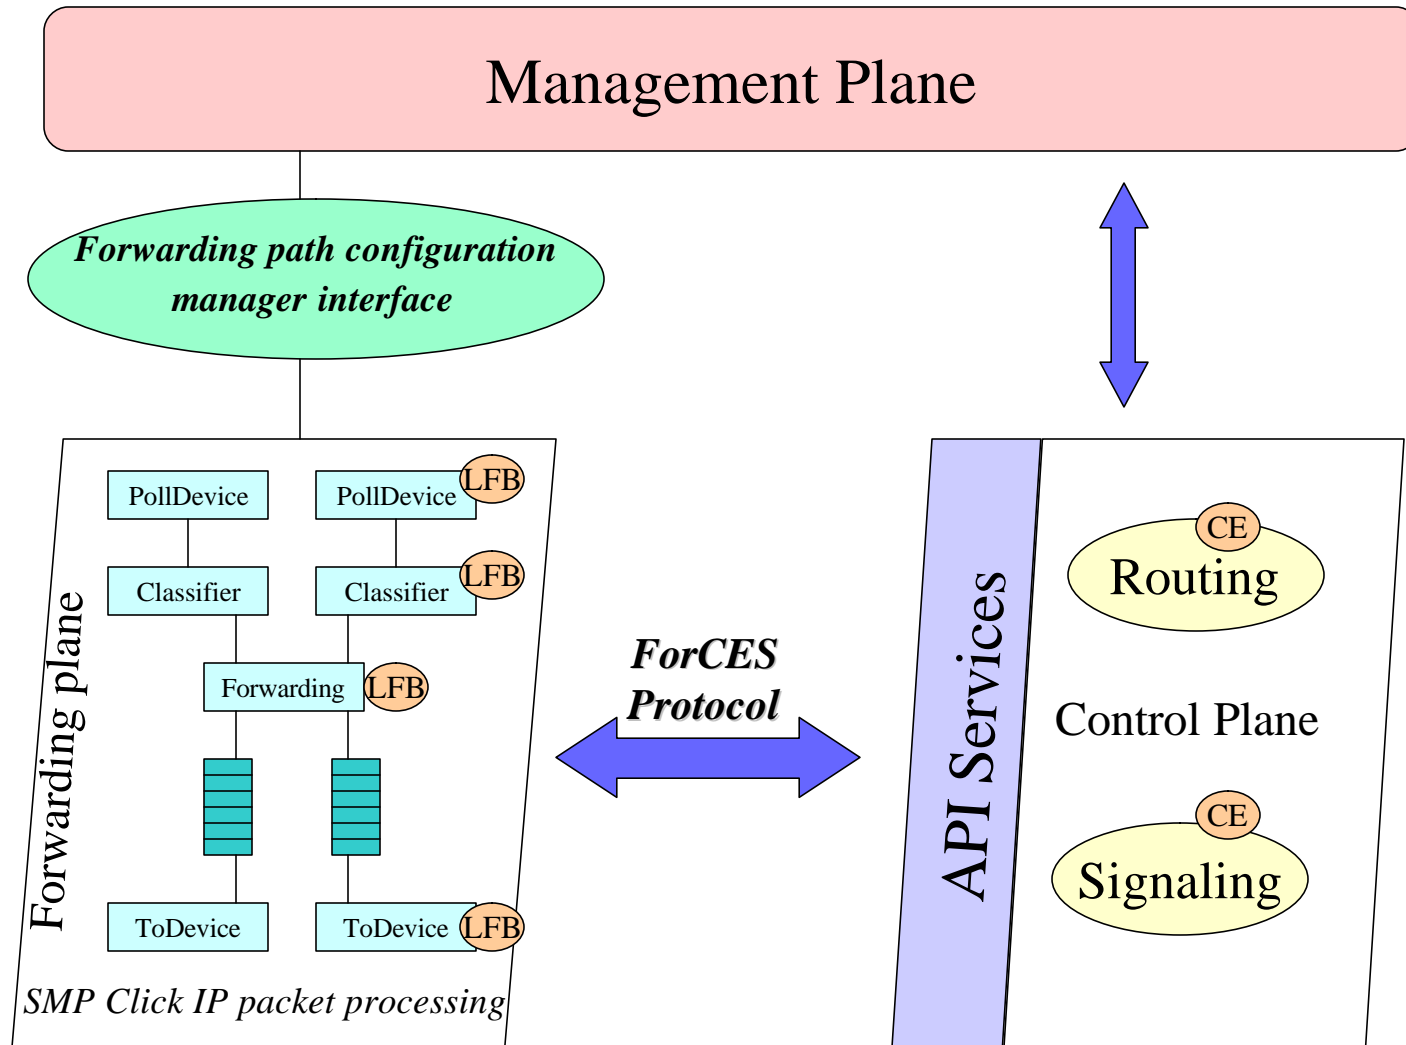 Management Plane
Forwarding path configuration
manager interface
PollDevice
PollDevice
LFB
Classifier
Classifier
LFB
Forwarding
LFB
ToDevice
ToDevice
LFB
Forwarding plane
SMP Click IP packet processing
ForCES
Protocol
API Services
CE
Routing
Control Plane
CE
Signaling